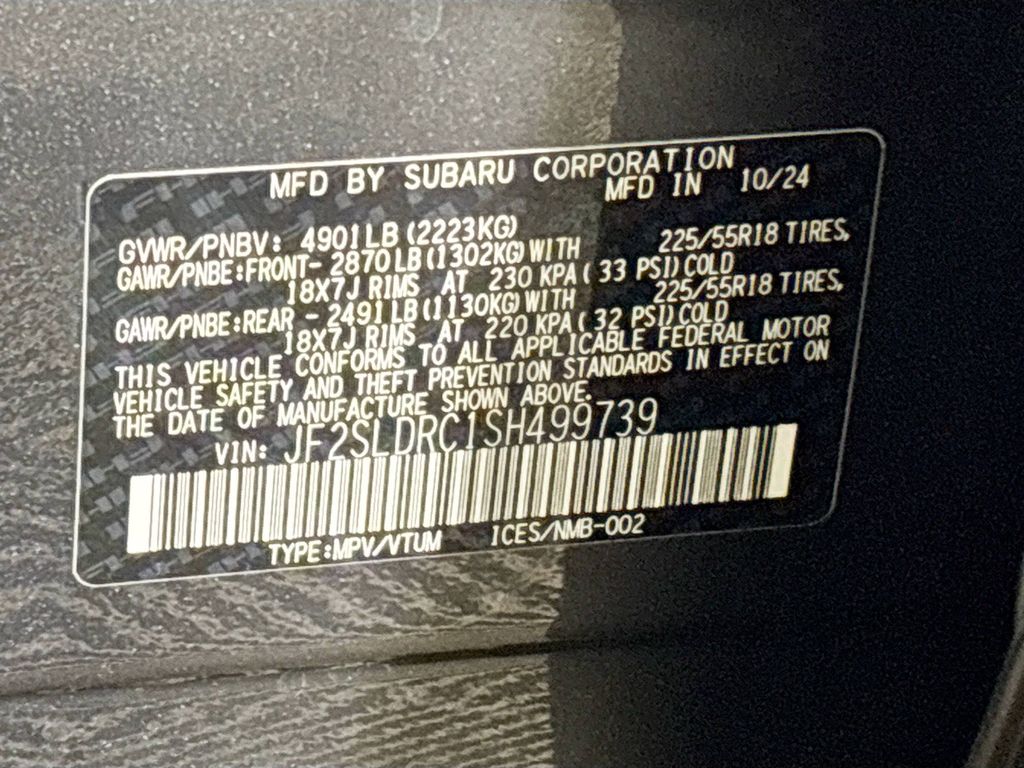 MFD BY SUBARU CORPORATION
MFD IN 10/24
GVWR/PNBV: 4901LB(2223KG)
GAWR/PNBE:FRONT- 2870LB(1302KG)WITH 225/55R18 TIRES,
18X7J RIMS AT 230 KPA( 33 PSI)COLD
GAWR/PNBE:REAR - 2491LB(1130KG)WITH 225/55R18 TIRES,
18X7J RIMS AT 220 KPA( 32 PSI)COLD
THIS VEHICLE CONFORMS TO ALL APPLICABLE FEDERAL MOTOR
VEHICLE SAFETY AND THEFT PREVENTION STANDARDS IN EFFECT ON
THE DATE OF MANUFACTURE SHOWN ABOVE.
VIN: JF2SLDRC1SH499739
TYPE:MPV/VTUM ICES/NMB-002